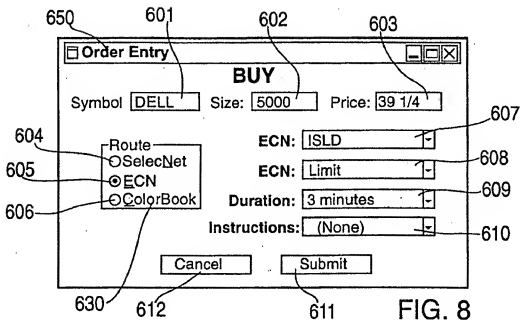 650
601
602
603
Order Entry
BUY
Symbol DELL Size: 5000 Price: 39 1/4
607
604
Route
ECN: ISLD
SelecNet
608
605
ECN
ECN: Limit
609
606
ColorBook
Duration: 3 minutes
Instructions: (None)
610
Cancel Submit
630
612
611
FIG. 8